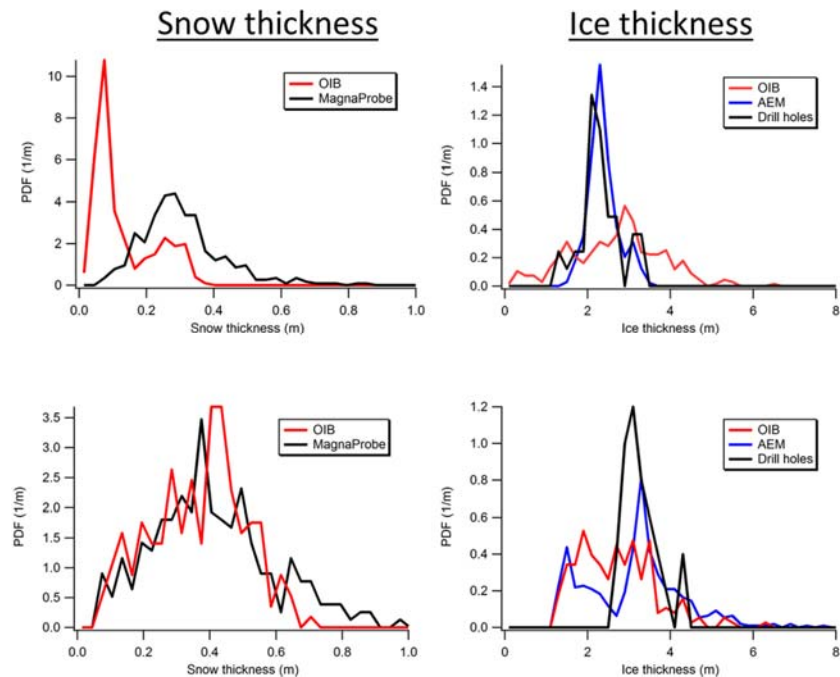 Snow thickness
Ice thickness
10
8
6
4
2
0
PDF (1/m)
OIB
MagnaProbe
0.0 0.2 0.4 0.6 0.8 1.0
Snow thickness (m)
1.4
1.2
1.0
0.8
0.6
0.4
0.2
0.0
PDF (1/m)
OIB
AEM
Drill holes
0 2 4 6 8
Ice thickness (m)
3.5
3.0
2.5
2.0
1.5
1.0
0.5
0.0
PDF (1/m)
OIB
MagnaProbe
0.0 0.2 0.4 0.6 0.8 1.0
Snow thickness (m)
1.2
1.0
0.8
0.6
0.4
0.2
0.0
PDF (1/m)
OIB
AEM
Drill holes
0 2 4 6 8
Ice thickness (m)